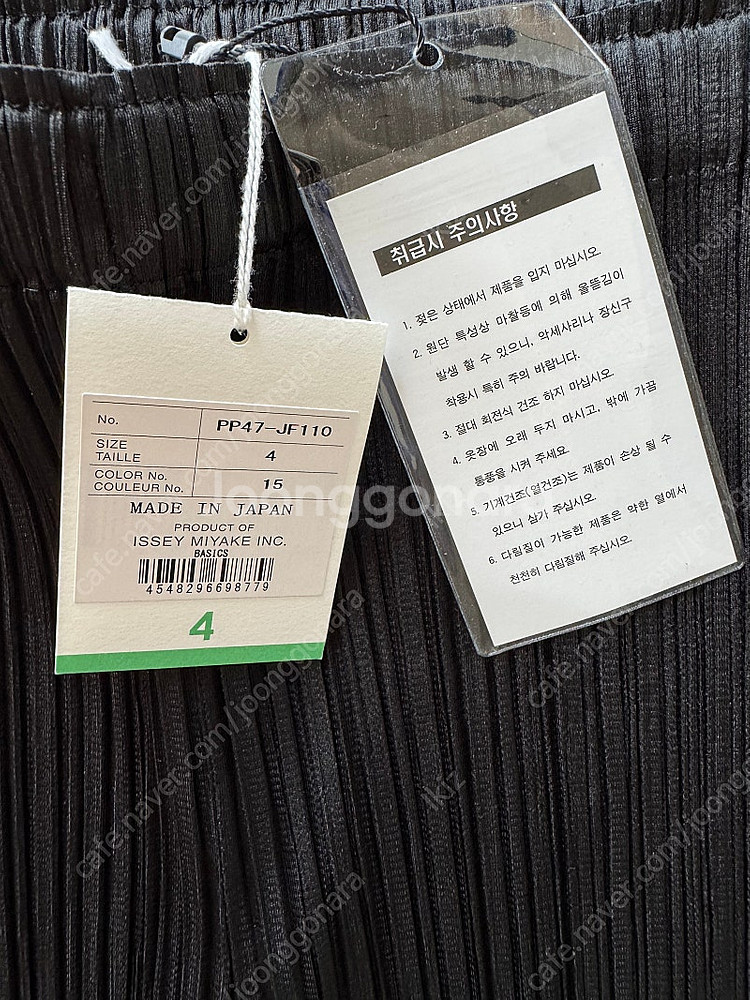 No. PP47-JF110
SIZE
TAILLE 4
COLOR No.
COULEUR No. 15
MADE IN JAPAN
PRODUCT OF
ISSEY MIYAKE INC.
BASICS
4548296698779
4
취급시 주의사항
1. 젖은 상태에서 제품을 입지 마십시오.
2. 원단 특성상 마찰등에 의해 올뜯김이
발생 할 수 있으니, 악세사리나 장신구
착용시 특히 주의 바랍니다.
3. 절대 회전식 건조 하지 마십시오.
4. 옷장에 오래 두지 마시고, 밖에 가끔
통풍을 시켜 주세요.
5. 기계건조(열건조)는 제품이 손상 될 수
있으니 삼가 주십시오.
6. 다림질이 가능한 제품은 약한 열에서
천천히 다림질해 주십시오.
joonggonara
cafe.naver.com/joonggonara